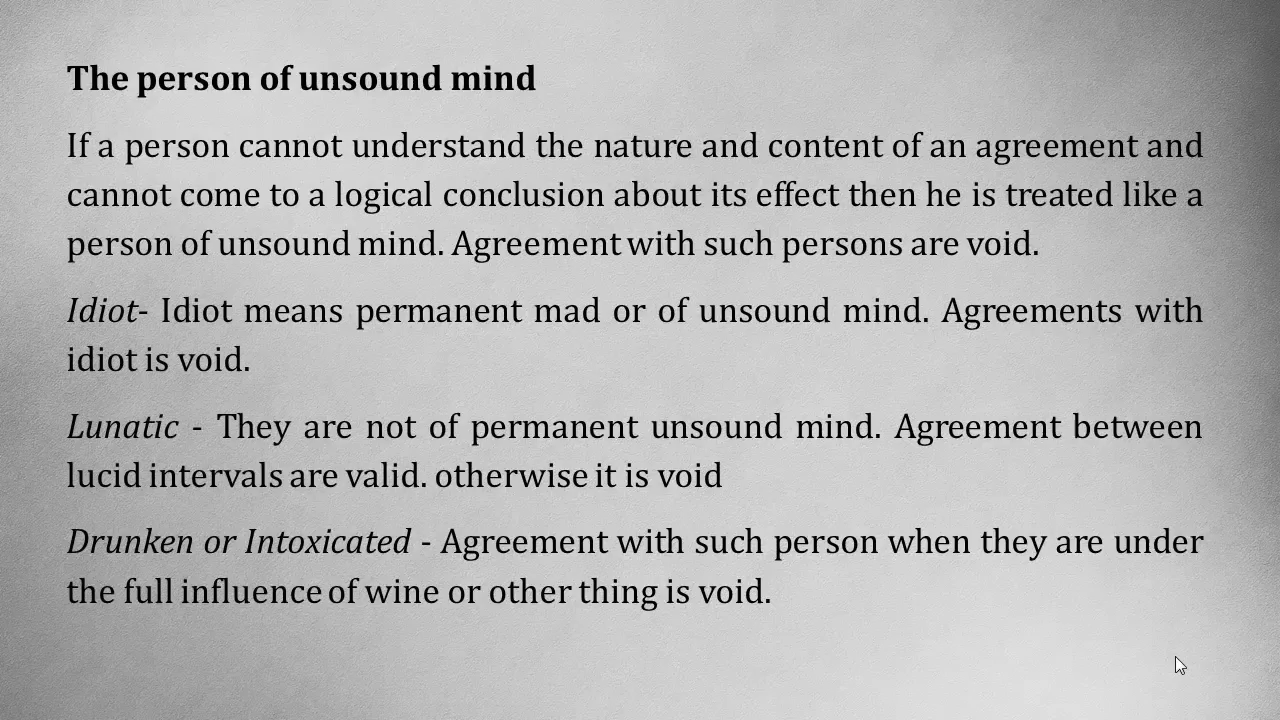 The person of unsound mind
If a person cannot understand the nature and content of an agreement and
cannot come to a logical conclusion about its effect then he is treated like a
person of unsound mind. Agreement with such persons are void.
Idiot- Idiot means permanent mad or of unsound mind. Agreements with
idiot is void.
Lunatic - They are not of permanent unsound mind. Agreement between
lucid intervals are valid. otherwise it is void
Drunken or Intoxicated - Agreement with such person when they are under
the full influence of wine or other thing is void.